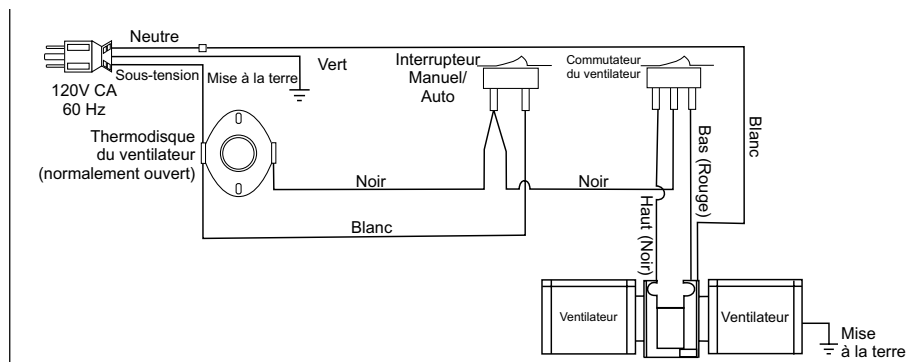 Neutre
Sous-tension
Mise à la terre
Vert
120V CA
60 Hz
Interrupteur
Manuel/
Auto
Commutateur
du ventilateur
Thermodisque
du ventilateur
(normalement ouvert)
Noir
Noir
Blanc
Haut (Noir)
Bas (Rouge)
Blanc
Ventilateur
Ventilateur
Mise
à la terre